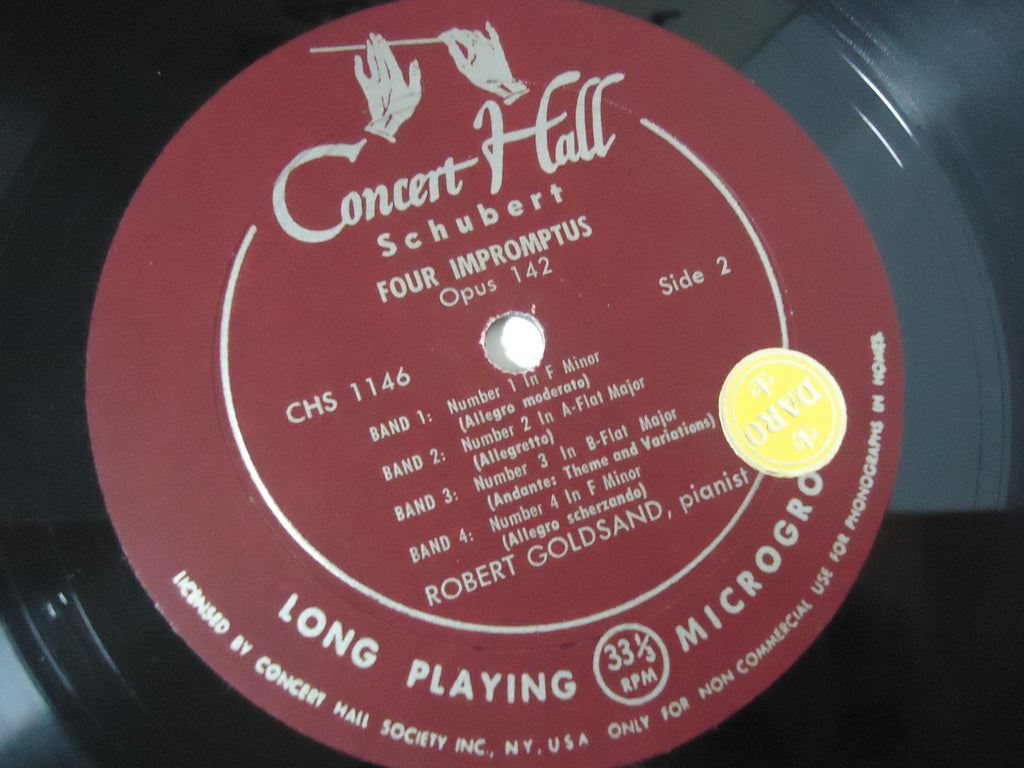 Concert Hall
Schubert
FOUR IMPROMPTUS
Opus 142
Side 2
CHS 1146
BAND 1: Number 1 In F Minor
(Allegro moderato)
BAND 2: Number 2 In A-Flat Major
(Allegretto)
BAND 3: Number 3 In B-Flat Major
(Andante: Theme and Variations)
BAND 4: Number 4 In F Minor
(Allegro scherzando)
ROBERT GOLDSAND, pianist
DARO
LONG PLAYING 33⅓ RPM MICROGRO
LICENSED BY CONCERT HALL SOCIETY INC., N.Y. USA ONLY FOR NON COMMERCIAL USE FOR PHONOGRAPHS IN HOMES